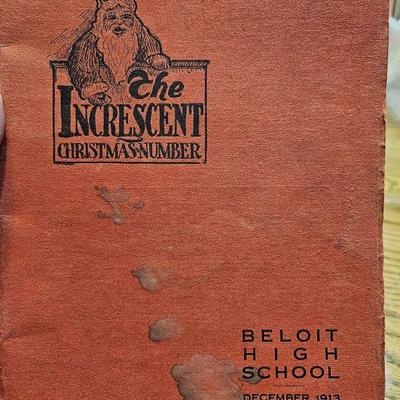 The
INCRESCENT
CHRISTMAS-NUMBER
BELOIT
HIGH
SCHOOL
DECEMBER 1913